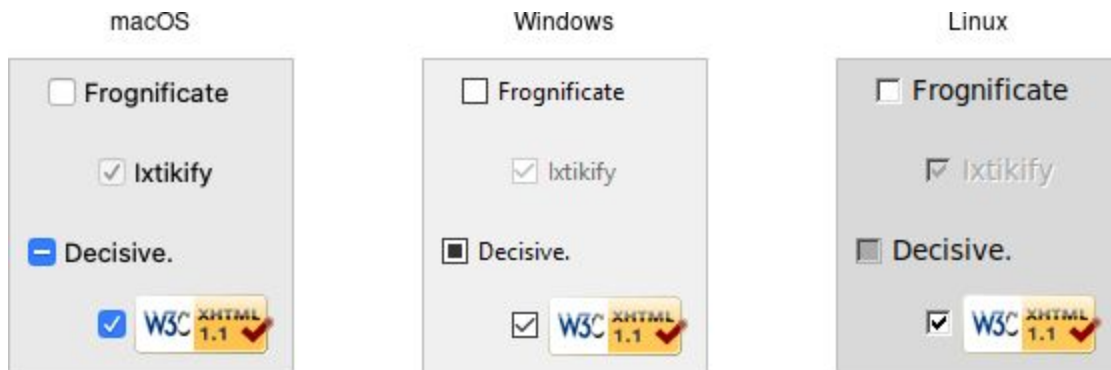 macOS
Frognificate
Ixtikify
Decisive.
W3C XHTML 1.1
Windows
Frognificate
Ixtikify
Decisive.
W3C XHTML 1.1
Linux
Frognificate
Ixtikify
Decisive.
W3C XHTML 1.1